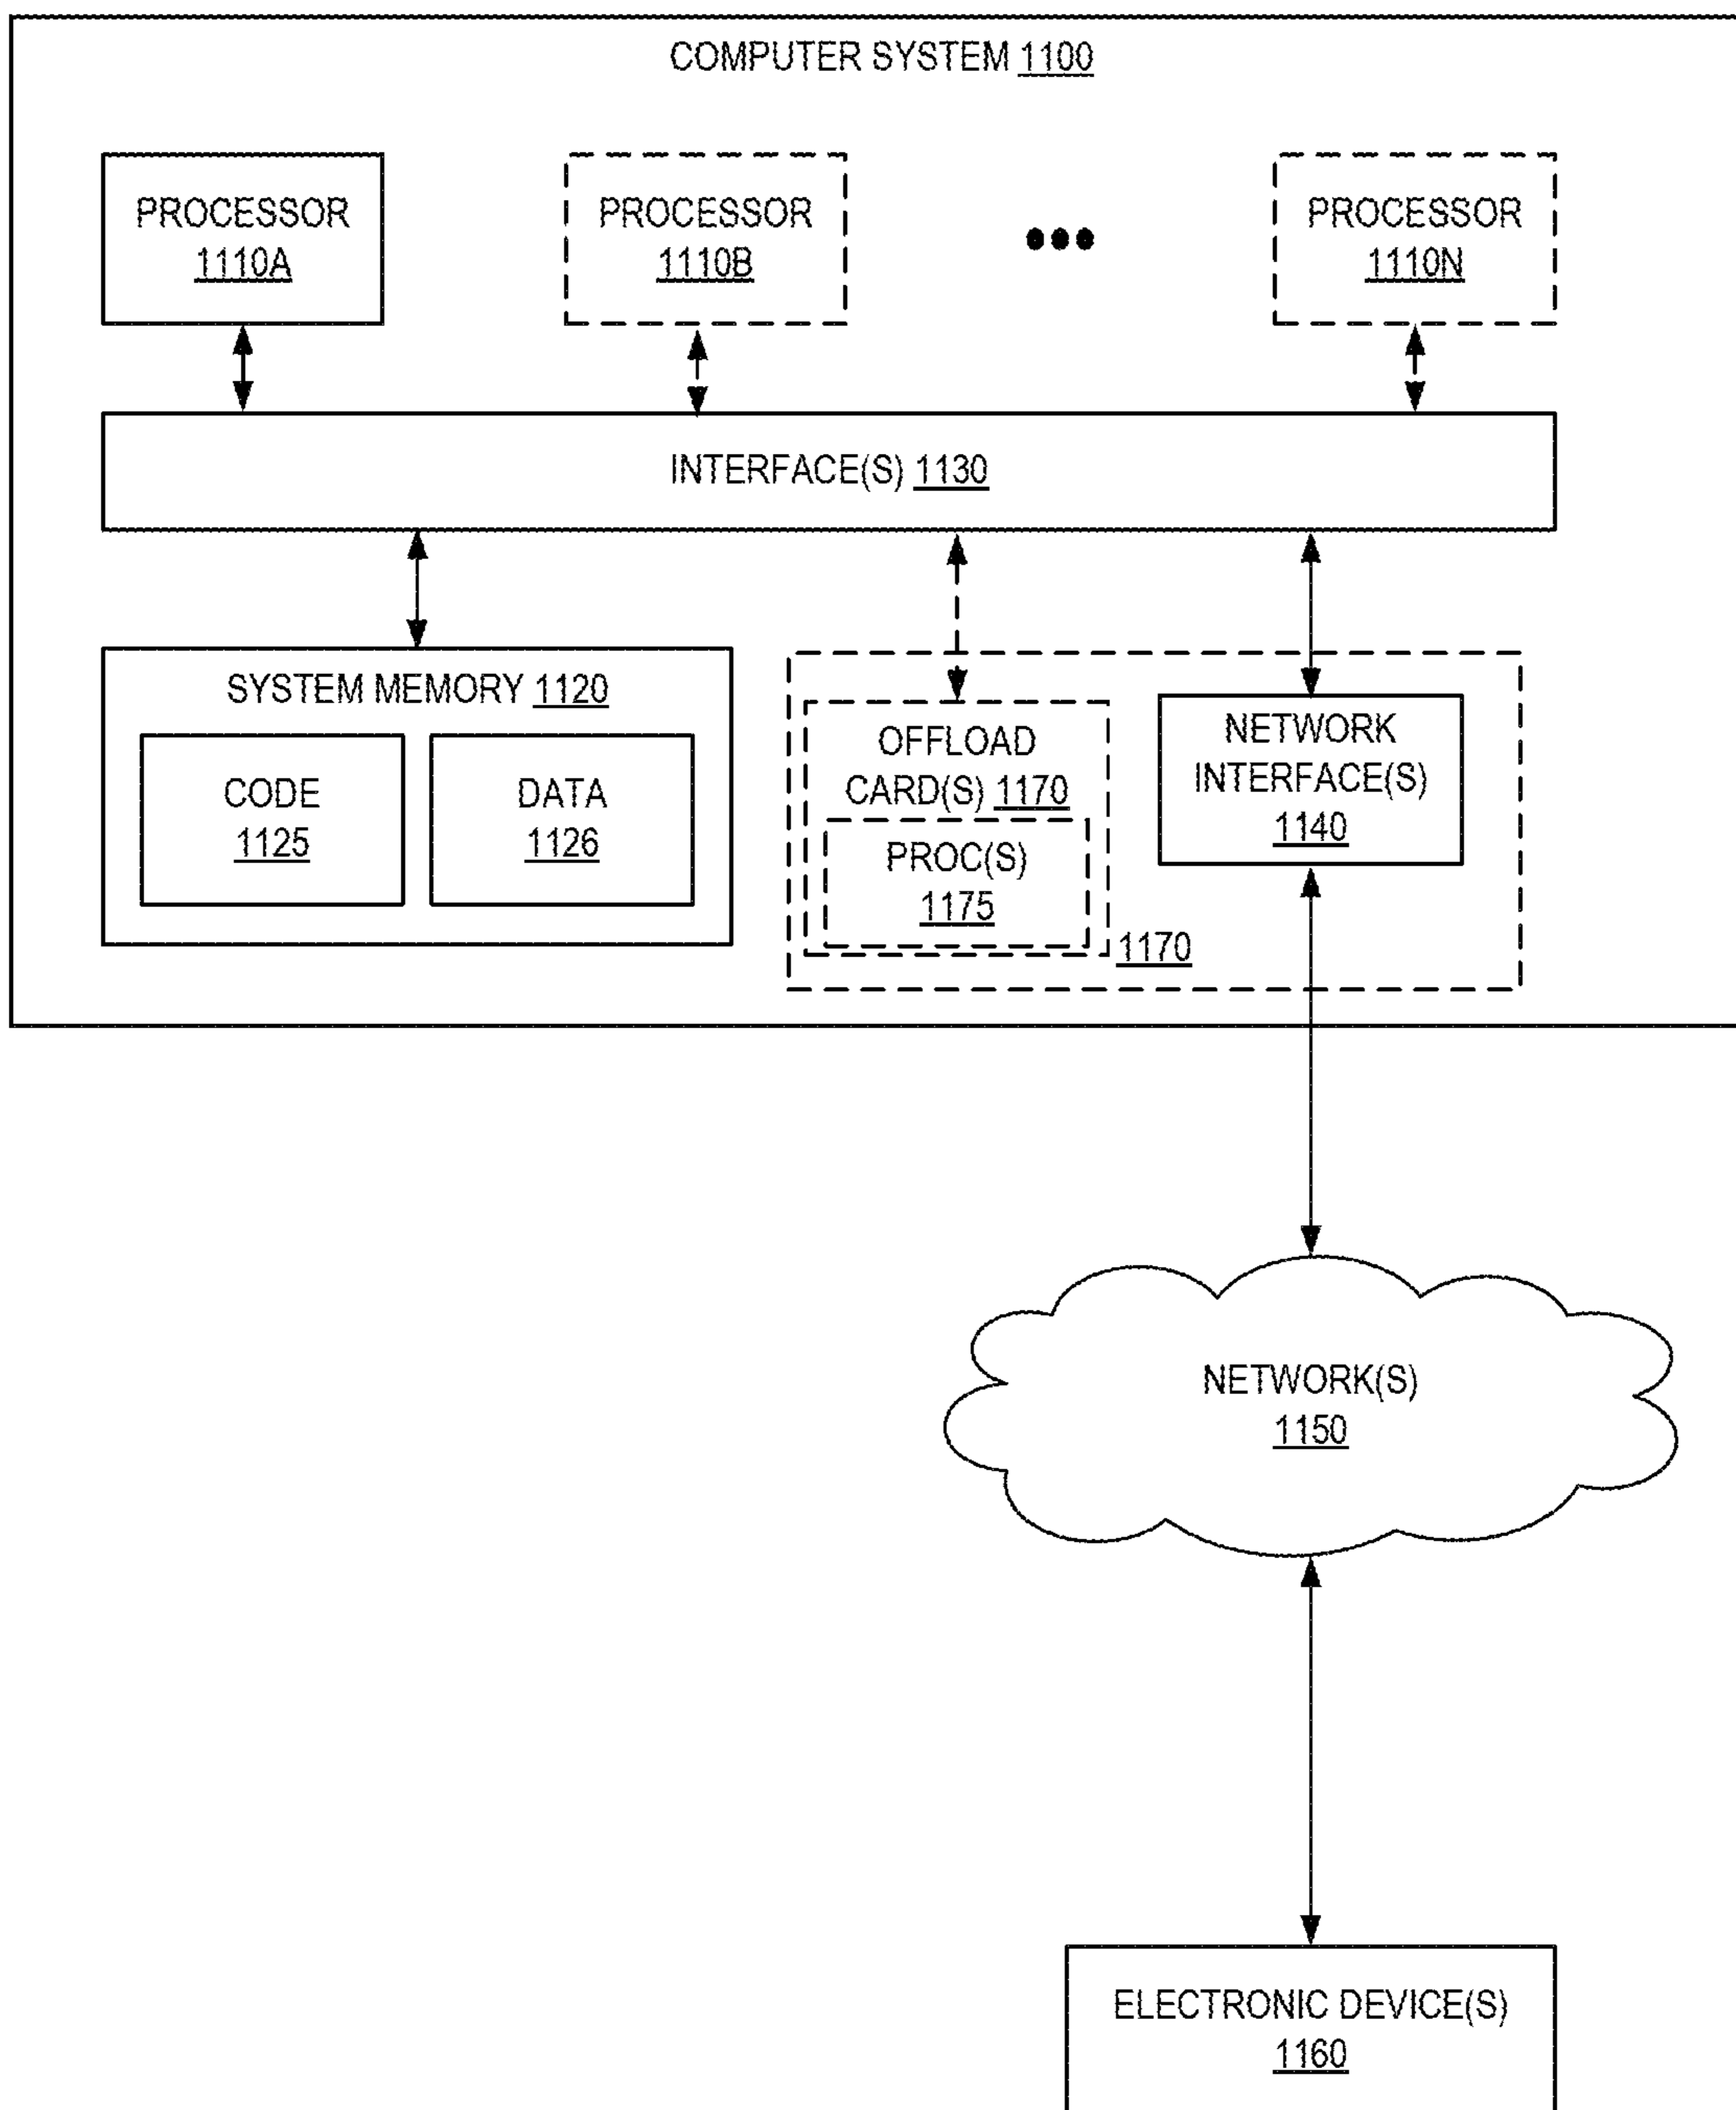 COMPUTER SYSTEM 1100
PROCESSOR
1110A
PROCESSOR
1110B
PROCESSOR
1110N
INTERFACE(S) 1130
SYSTEM MEMORY 1120
CODE
1125
DATA
1126
OFFLOAD
CARD(S) 1170
PROC(S)
1175
1170
NETWORK
INTERFACE(S)
1140
NETWORK(S)
1150
ELECTRONIC DEVICE(S)
1160